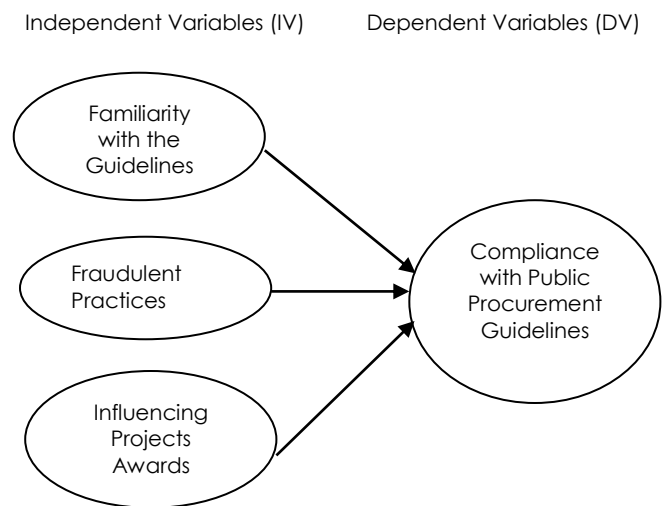 Independent Variables (IV)
Dependent Variables (DV)
Familiarity
with the
Guidelines
Fraudulent
Practices
Influencing
Projects
Awards
Compliance
with Public
Procurement
Guidelines